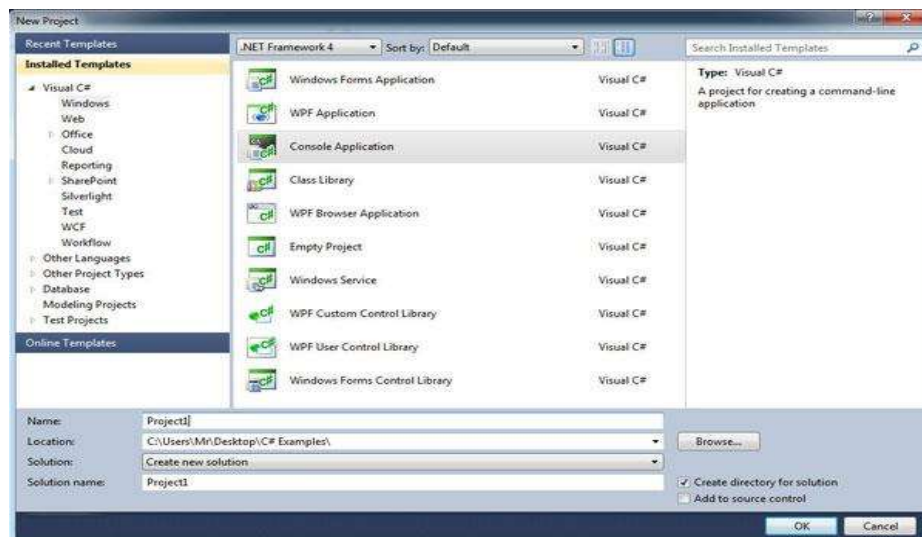 New Project
Recent Templates
Installed Templates
Visual C#
Windows
Web
Office
Cloud
Reporting
SharePoint
Silverlight
Test
WCF
Workflow
Other Languages
Other Project Types
Database
Modeling Projects
Test Projects
Online Templates
.NET Framework 4
Sort by: Default
Windows Forms Application Visual C#
WPF Application Visual C#
Console Application Visual C#
Class Library Visual C#
WPF Browser Application Visual C#
Empty Project Visual C#
Windows Service Visual C#
WPF Custom Control Library Visual C#
WPF User Control Library Visual C#
Windows Forms Control Library Visual C#
Search Installed Templates
Type: Visual C#
A project for creating a command-line
application
Name: Project1
Location: C:\Users\Mr\Desktop\C# Examples\
Browse...
Solution: Create new solution
Solution name: Project1
Create directory for solution
Add to source control
OK Cancel